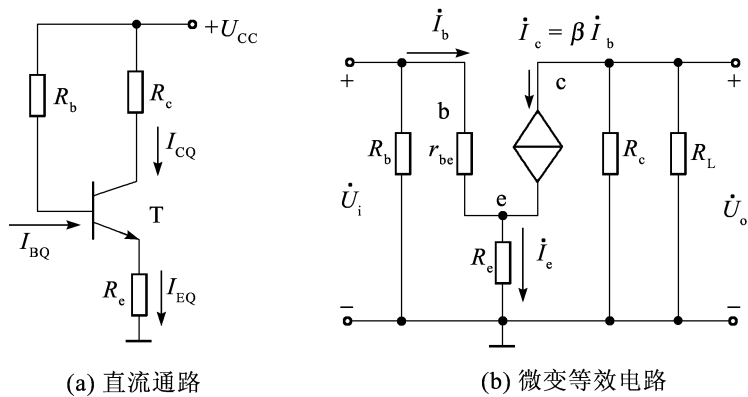 +U_CC
R_b
R_c
I_CQ
T
I_BQ
R_e
I_EQ
(a) 直流通路
İ_b
İ_c = β İ_b
+
+
c
b
R_b
r_be
R_c
R_L
U̇_i
e
U̇_o
R_e
İ_e
−
−
(b) 微变等效电路